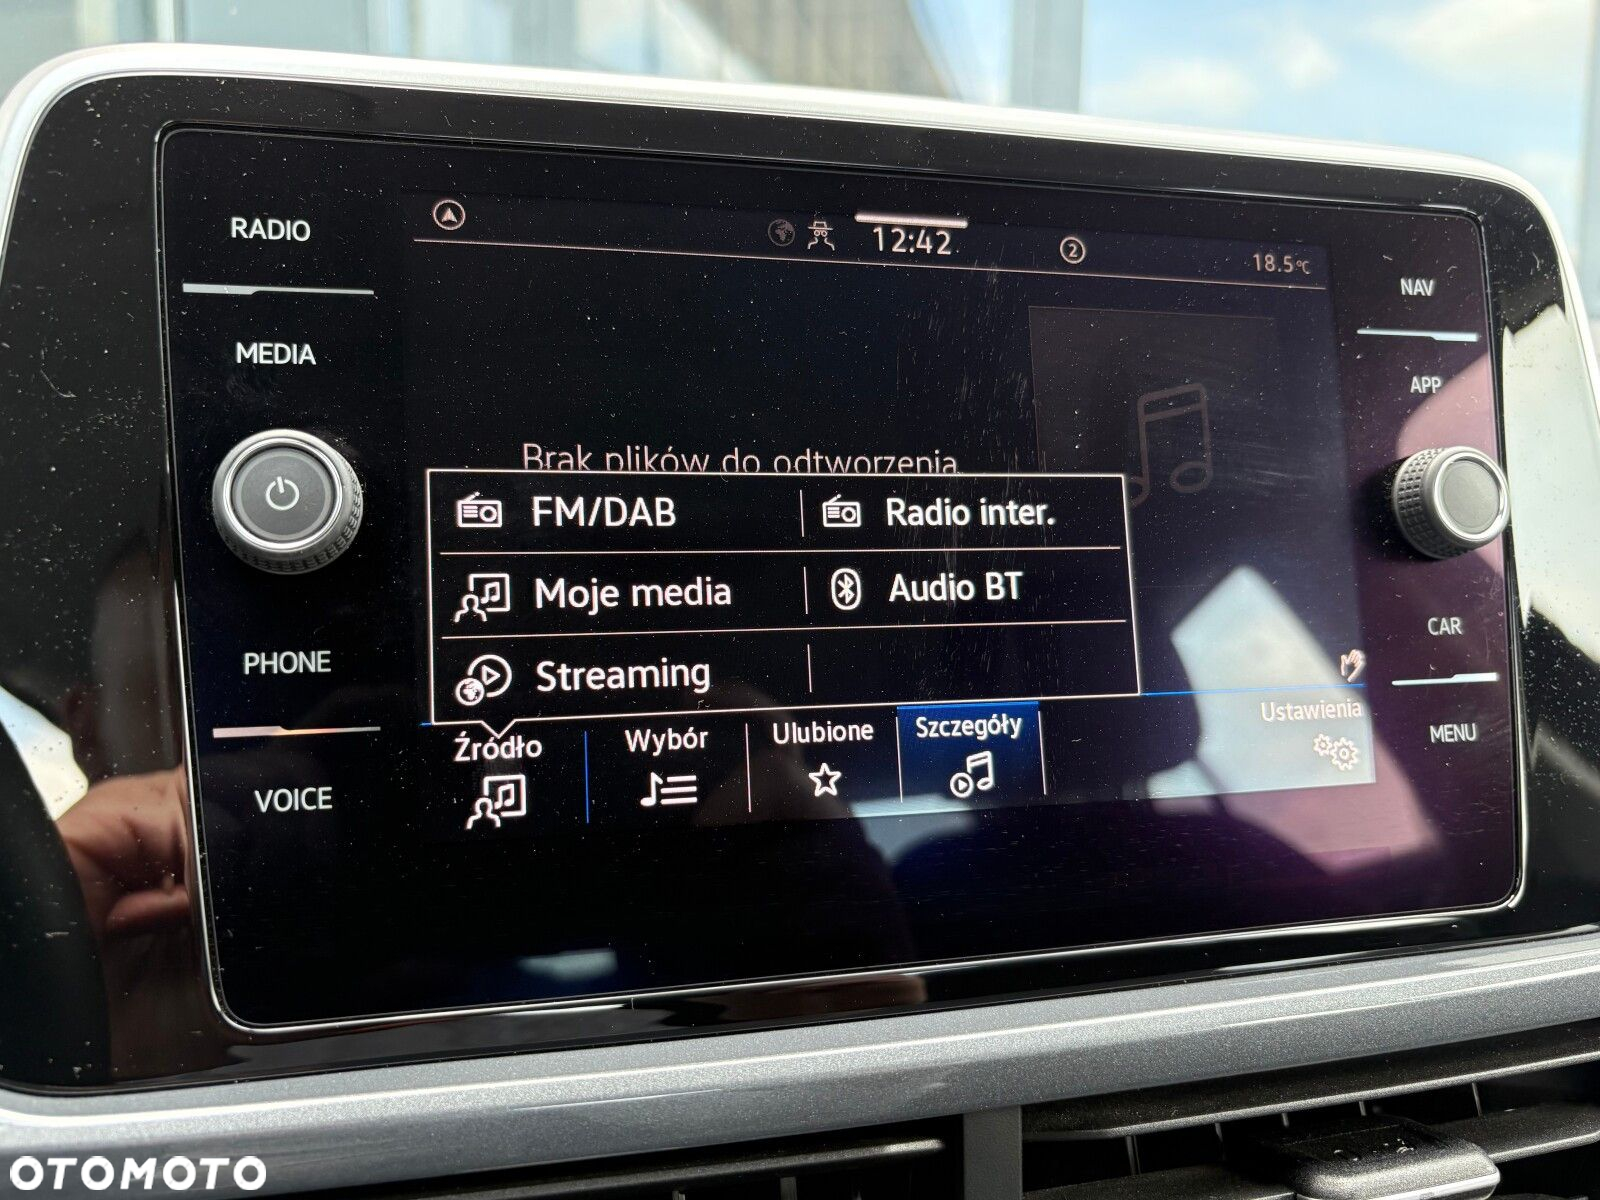 RADIO
MEDIA
PHONE
VOICE
12:42
2
18.5°C
NAV
APP
CAR
MENU
Brak plików do odtworzenia.
FM/DAB
Radio inter.
Moje media
Audio BT
Streaming
Źródło
Wybór
Ulubione
Szczegóły
Ustawienia
OTOMOTO